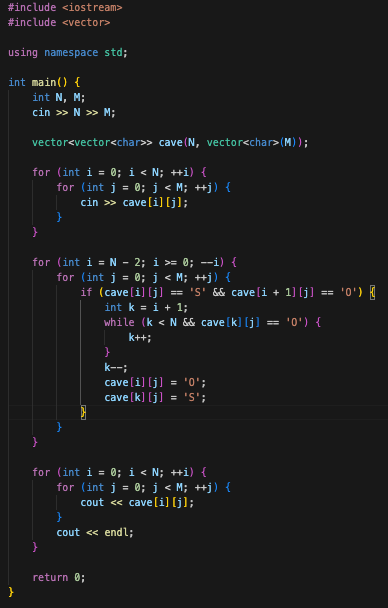 #include <iostream>
#include <vector>

using namespace std;

int main() {
    int N, M;
    cin >> N >> M;

    vector<vector<char>> cave(N, vector<char>(M));

    for (int i = 0; i < N; ++i) {
        for (int j = 0; j < M; ++j) {
            cin >> cave[i][j];
        }
    }

    for (int i = N - 2; i >= 0; --i) {
        for (int j = 0; j < M; ++j) {
            if (cave[i][j] == 'S' && cave[i + 1][j] == 'O') {
                int k = i + 1;
                while (k < N && cave[k][j] == 'O') {
                    k++;
                }
                k--;
                cave[i][j] = 'O';
                cave[k][j] = 'S';
            }
        }
    }

    for (int i = 0; i < N; ++i) {
        for (int j = 0; j < M; ++j) {
            cout << cave[i][j];
        }
        cout << endl;
    }

    return 0;
}